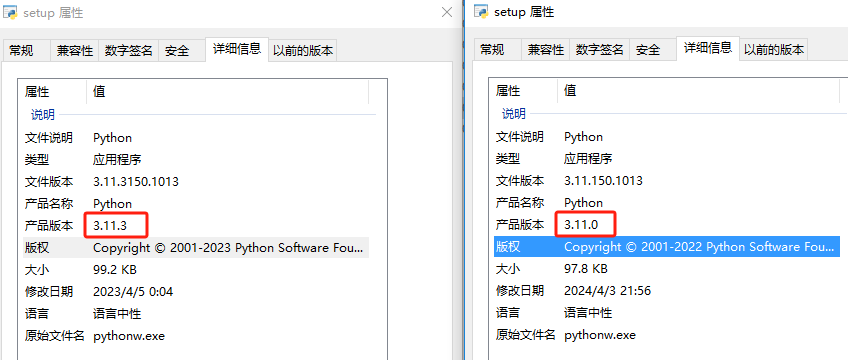 setup 属性
常规 兼容性 数字签名 安全 详细信息 以前的版本
属性 值
说明
文件说明 Python
类型 应用程序
文件版本 3.11.3150.1013
产品名称 Python
产品版本 3.11.3
版权 Copyright © 2001-2023 Python Software Fou...
大小 99.2 KB
修改日期 2023/4/5 0:04
语言 语言中性
原始文件名 pythonw.exe
setup 属性
常规 兼容性 数字签名 安全 详细信息 以前的版本
属性 值
说明
文件说明 Python
类型 应用程序
文件版本 3.11.150.1013
产品名称 Python
产品版本 3.11.0
版权 Copyright © 2001-2022 Python Software Fou...
大小 97.8 KB
修改日期 2024/4/3 21:56
语言 语言中性
原始文件名 pythonw.exe